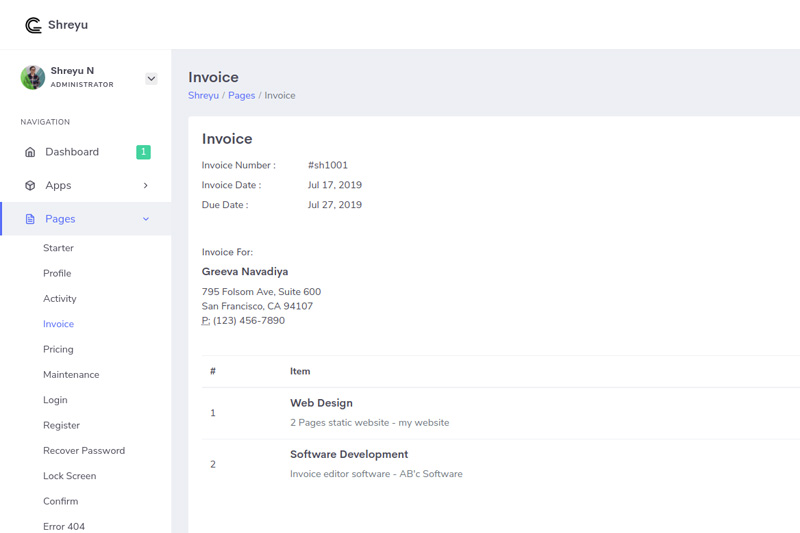 Shreyu
Shreyu N
ADMINISTRATOR
NAVIGATION
Dashboard 1
Apps
Pages
Starter
Profile
Activity
Invoice
Pricing
Maintenance
Login
Register
Recover Password
Lock Screen
Confirm
Error 404
Invoice
Shreyu / Pages / Invoice
Invoice
Invoice Number : #sh1001
Invoice Date : Jul 17, 2019
Due Date : Jul 27, 2019
Invoice For:
Greeva Navadiya
795 Folsom Ave, Suite 600
San Francisco, CA 94107
P: (123) 456-7890
# Item
1 Web Design
2 Pages static website - my website
2 Software Development
Invoice editor software - AB'c Software